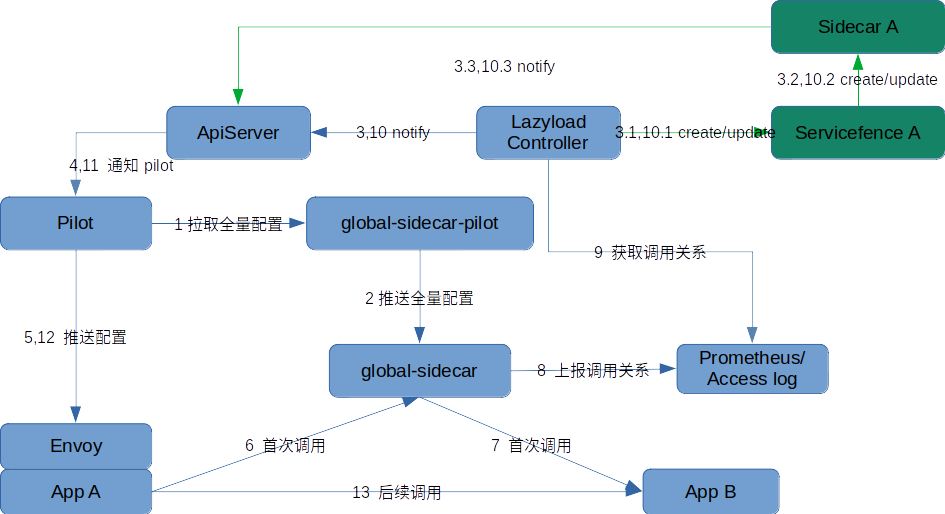 Sidecar A
3.3,10.3 notify
3.2,10.2 create/update
ApiServer
3,10 notify
Lazyload
Controller
3.1,10.1 create/update
Servicefence A
4,11 通知 pilot
Pilot
1 拉取全量配置
global-sidecar-pilot
9 获取调用关系
2 推送全量配置
5,12 推送配置
global-sidecar
8 上报调用关系
Prometheus/
Access log
Envoy
6 首次调用
7 首次调用
App A
13 后续调用
App B